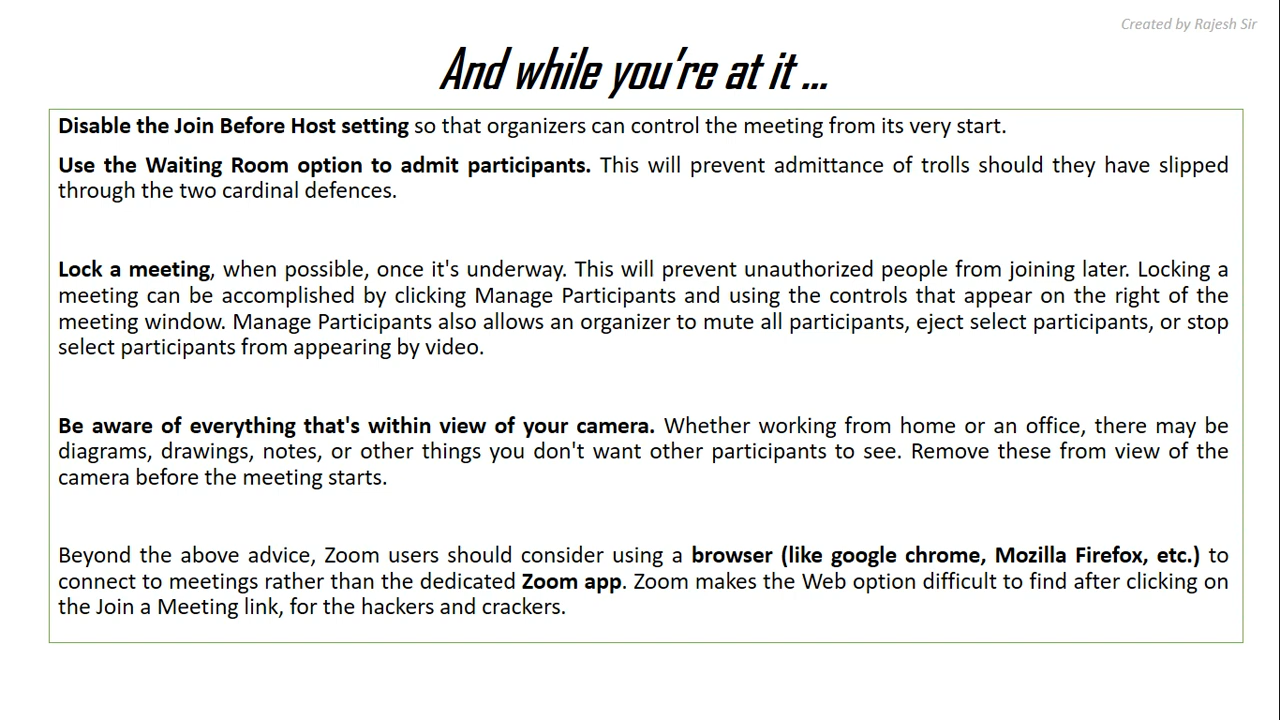 Created by Rajesh Sir
And while you're at it ...
Disable the Join Before Host setting so that organizers can control the meeting from its very start.
Use the Waiting Room option to admit participants. This will prevent admittance of trolls should they have slipped
through the two cardinal defences.
Lock a meeting, when possible, once it's underway. This will prevent unauthorized people from joining later. Locking a
meeting can be accomplished by clicking Manage Participants and using the controls that appear on the right of the
meeting window. Manage Participants also allows an organizer to mute all participants, eject select participants, or stop
select participants from appearing by video.
Be aware of everything that's within view of your camera. Whether working from home or an office, there may be
diagrams, drawings, notes, or other things you don't want other participants to see. Remove these from view of the
camera before the meeting starts.
Beyond the above advice, Zoom users should consider using a browser (like google chrome, Mozilla Firefox, etc.) to
connect to meetings rather than the dedicated Zoom app. Zoom makes the Web option difficult to find after clicking on
the Join a Meeting link, for the hackers and crackers.